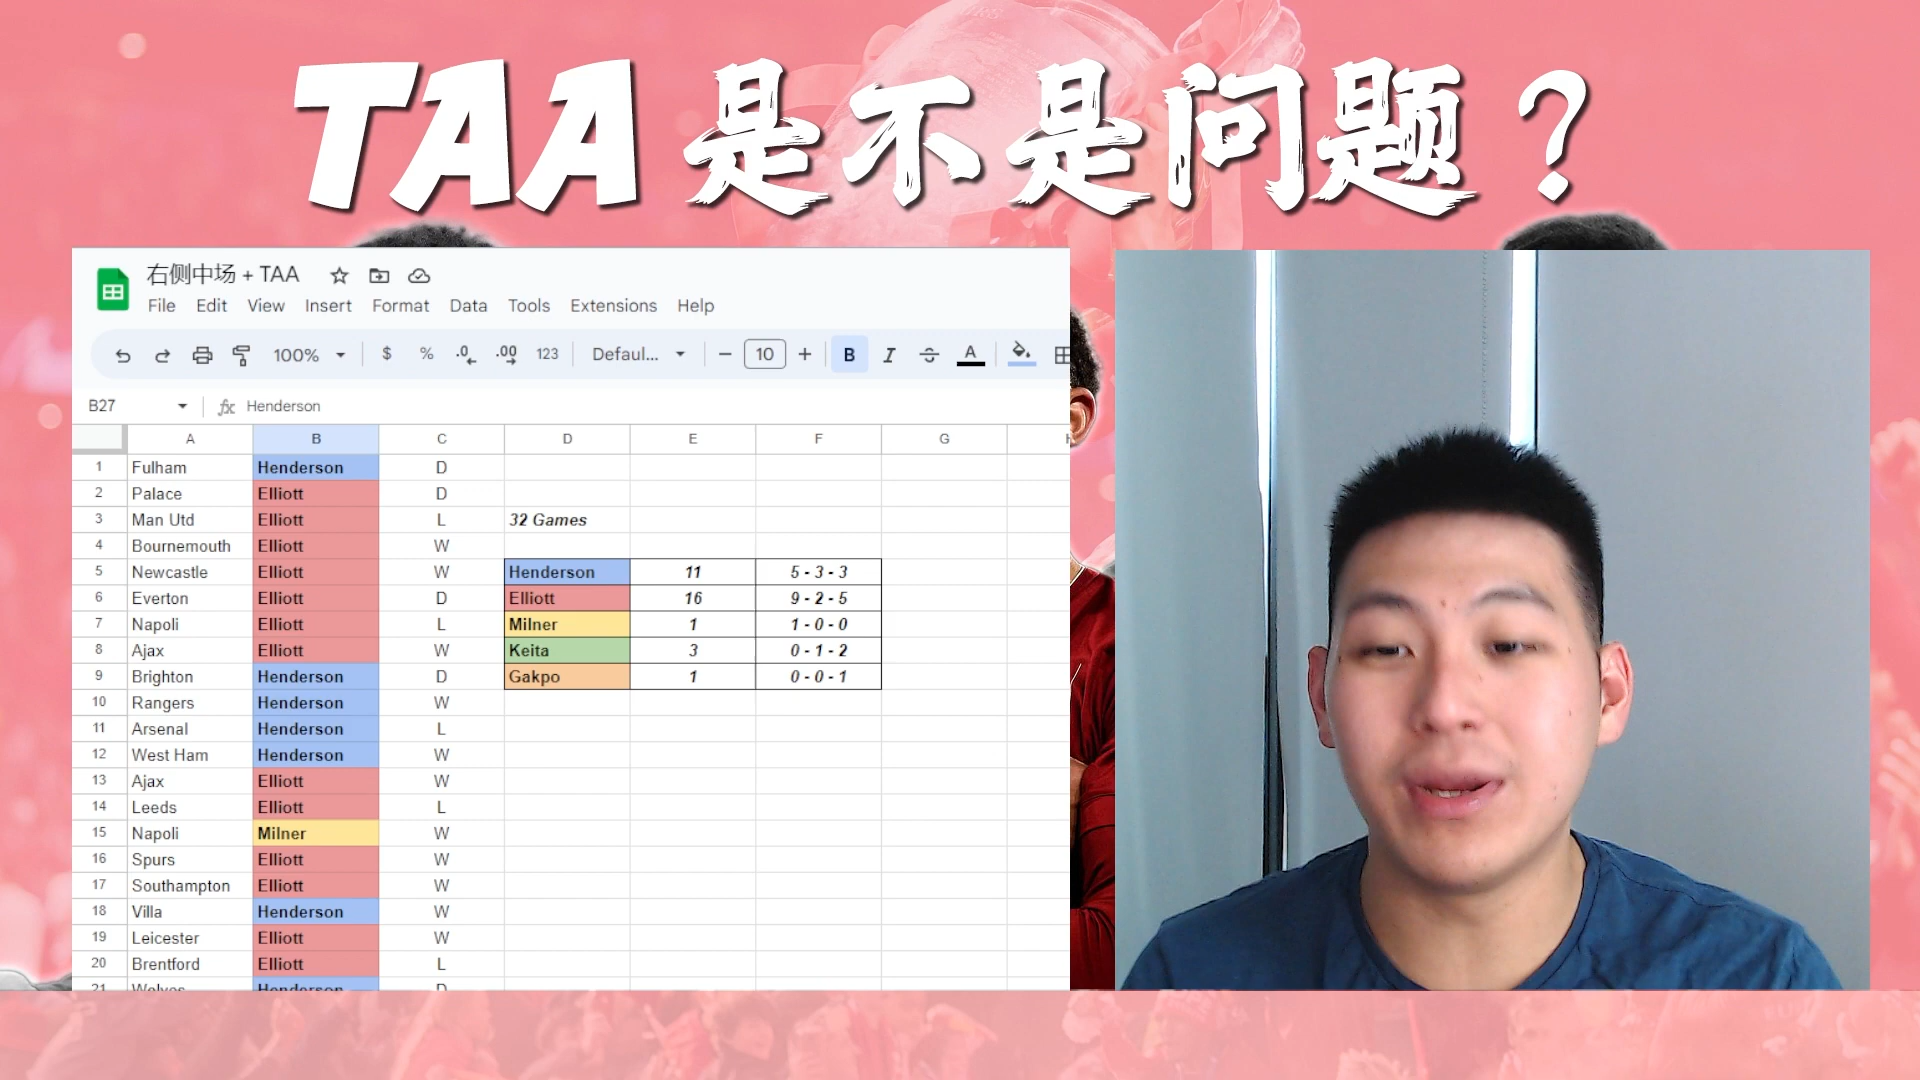 TAA 是不是问题？
右侧中场 + TAA
File Edit View Insert Format Data Tools Extensions Help
100% $ % .0 .00 123 Defaul... − 10 + B I S A
B27 fx Henderson
A B C D E F G
1 Fulham Henderson D
2 Palace Elliott D
3 Man Utd Elliott L 32 Games
4 Bournemouth Elliott W
5 Newcastle Elliott W Henderson 11 5 - 3 - 3
6 Everton Elliott D Elliott 16 9 - 2 - 5
7 Napoli Elliott L Milner 1 1 - 0 - 0
8 Ajax Elliott W Keita 3 0 - 1 - 2
9 Brighton Henderson D Gakpo 1 0 - 0 - 1
10 Rangers Henderson W
11 Arsenal Henderson L
12 West Ham Henderson W
13 Ajax Elliott W
14 Leeds Elliott L
15 Napoli Milner W
16 Spurs Elliott W
17 Southampton Elliott W
18 Villa Henderson W
19 Leicester Elliott W
20 Brentford Elliott L
21 Wolves Henderson D